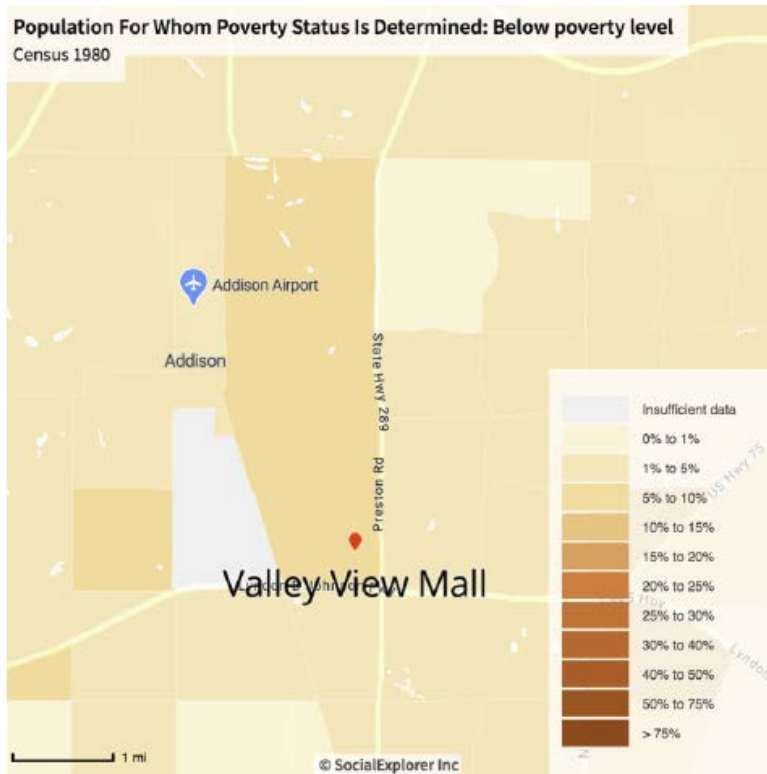 Population For Whom Poverty Status Is Determined: Below poverty level
Census 1980
Addison Airport
Addison
State Hwy 289
Preston Rd
Valley View Mall
Insufficient data
0% to 1%
1% to 5%
5% to 10%
10% to 15%
15% to 20%
20% to 25%
25% to 30%
30% to 40%
40% to 50%
50% to 75%
> 75%
US Hwy 75
Lyndon
1 mi
© SocialExplorer Inc